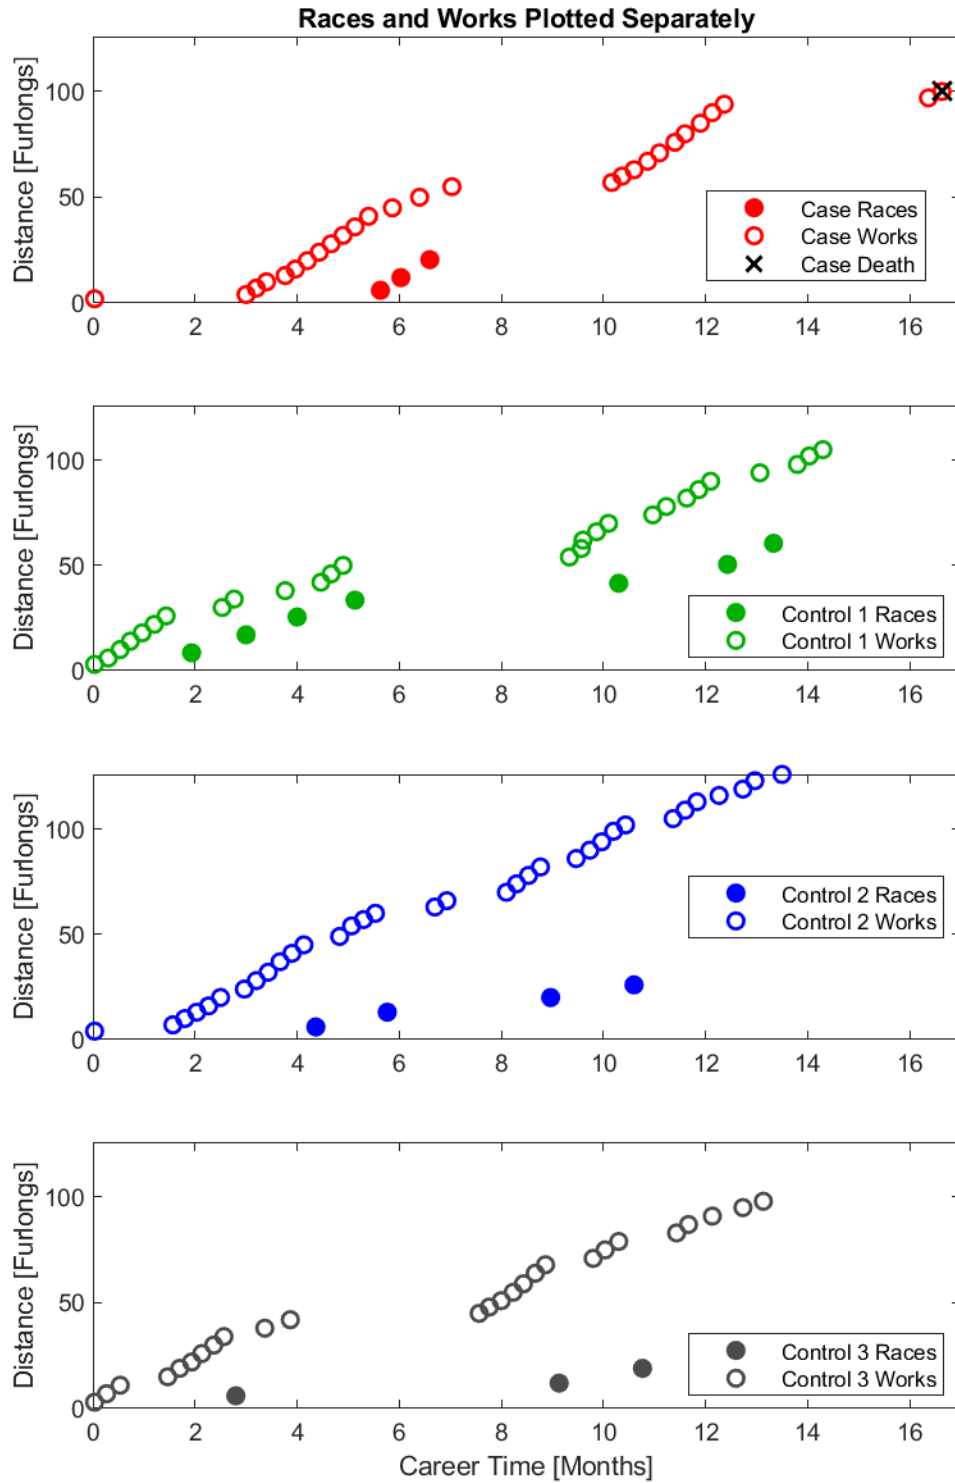 Races and Works Plotted Separately
Distance [Furlongs]
100
50
0
Case Races
Case Works
Case Death
0 2 4 6 8 10 12 14 16
Distance [Furlongs]
100
50
0
Control 1 Races
Control 1 Works
0 2 4 6 8 10 12 14 16
Distance [Furlongs]
100
50
0
Control 2 Races
Control 2 Works
0 2 4 6 8 10 12 14 16
Distance [Furlongs]
100
50
0
Control 3 Races
Control 3 Works
0 2 4 6 8 10 12 14 16
Career Time [Months]